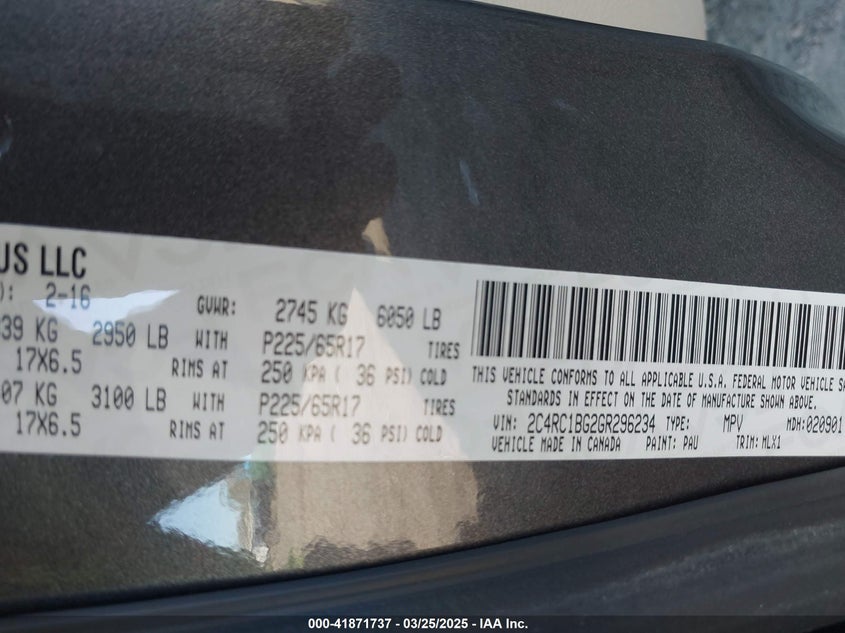 US LLC
): 2-16 GVWR: 2745 KG 6050 LB
39 KG 2950 LB WITH P225/65R17 TIRES
17X6.5 RIMS AT 250 KPA ( 36 PSI) COLD
07 KG 3100 LB WITH P225/65R17 TIRES
17X6.5 RIMS AT 250 KPA ( 36 PSI) COLD
THIS VEHICLE CONFORMS TO ALL APPLICABLE U.S.A. FEDERAL MOTOR VEHICLE SA
STANDARDS IN EFFECT ON THE DATE OF MANUFACTURE SHOWN ABOVE.
VIN: 2C4RC1BG2GR296234 TYPE: MPV MDH:020901
VEHICLE MADE IN CANADA PAINT: PAU TRIM: MLX1
000-41871737 - 03/25/2025 - IAA Inc.